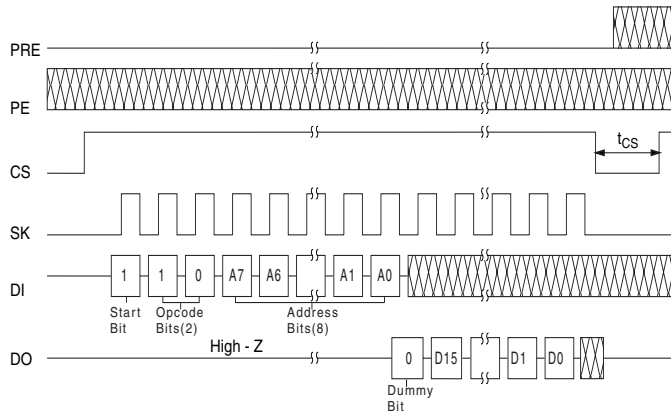 PRE
PE
CS
tCS
SK
DI
1 1 0 A7 A6 A1 A0
Start Bit
Opcode Bits(2)
Address Bits(8)
High - Z
DO
0 D15 D1 D0
Dummy Bit